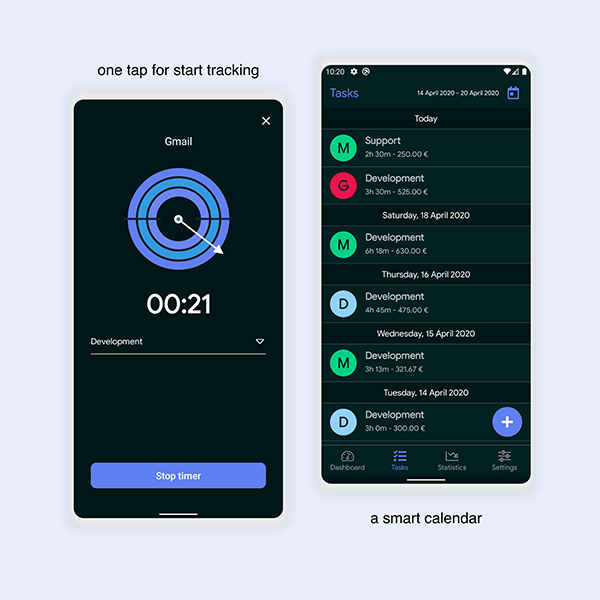 one tap for start tracking
Gmail
00:21
Development
Stop timer
10:20
Tasks
14 April 2020 - 20 April 2020
Today
M
Support
2h 30m - 250.00 €
G
Development
3h 30m - 525.00 €
Saturday, 18 April 2020
M
Development
6h 18m - 630.00 €
Thursday, 16 April 2020
D
Development
4h 45m - 475.00 €
Wednesday, 15 April 2020
M
Development
3h 13m - 321.67 €
Tuesday, 14 April 2020
D
Development
3h 0m - 300.00 €
Dashboard Tasks Statistics Settings
a smart calendar